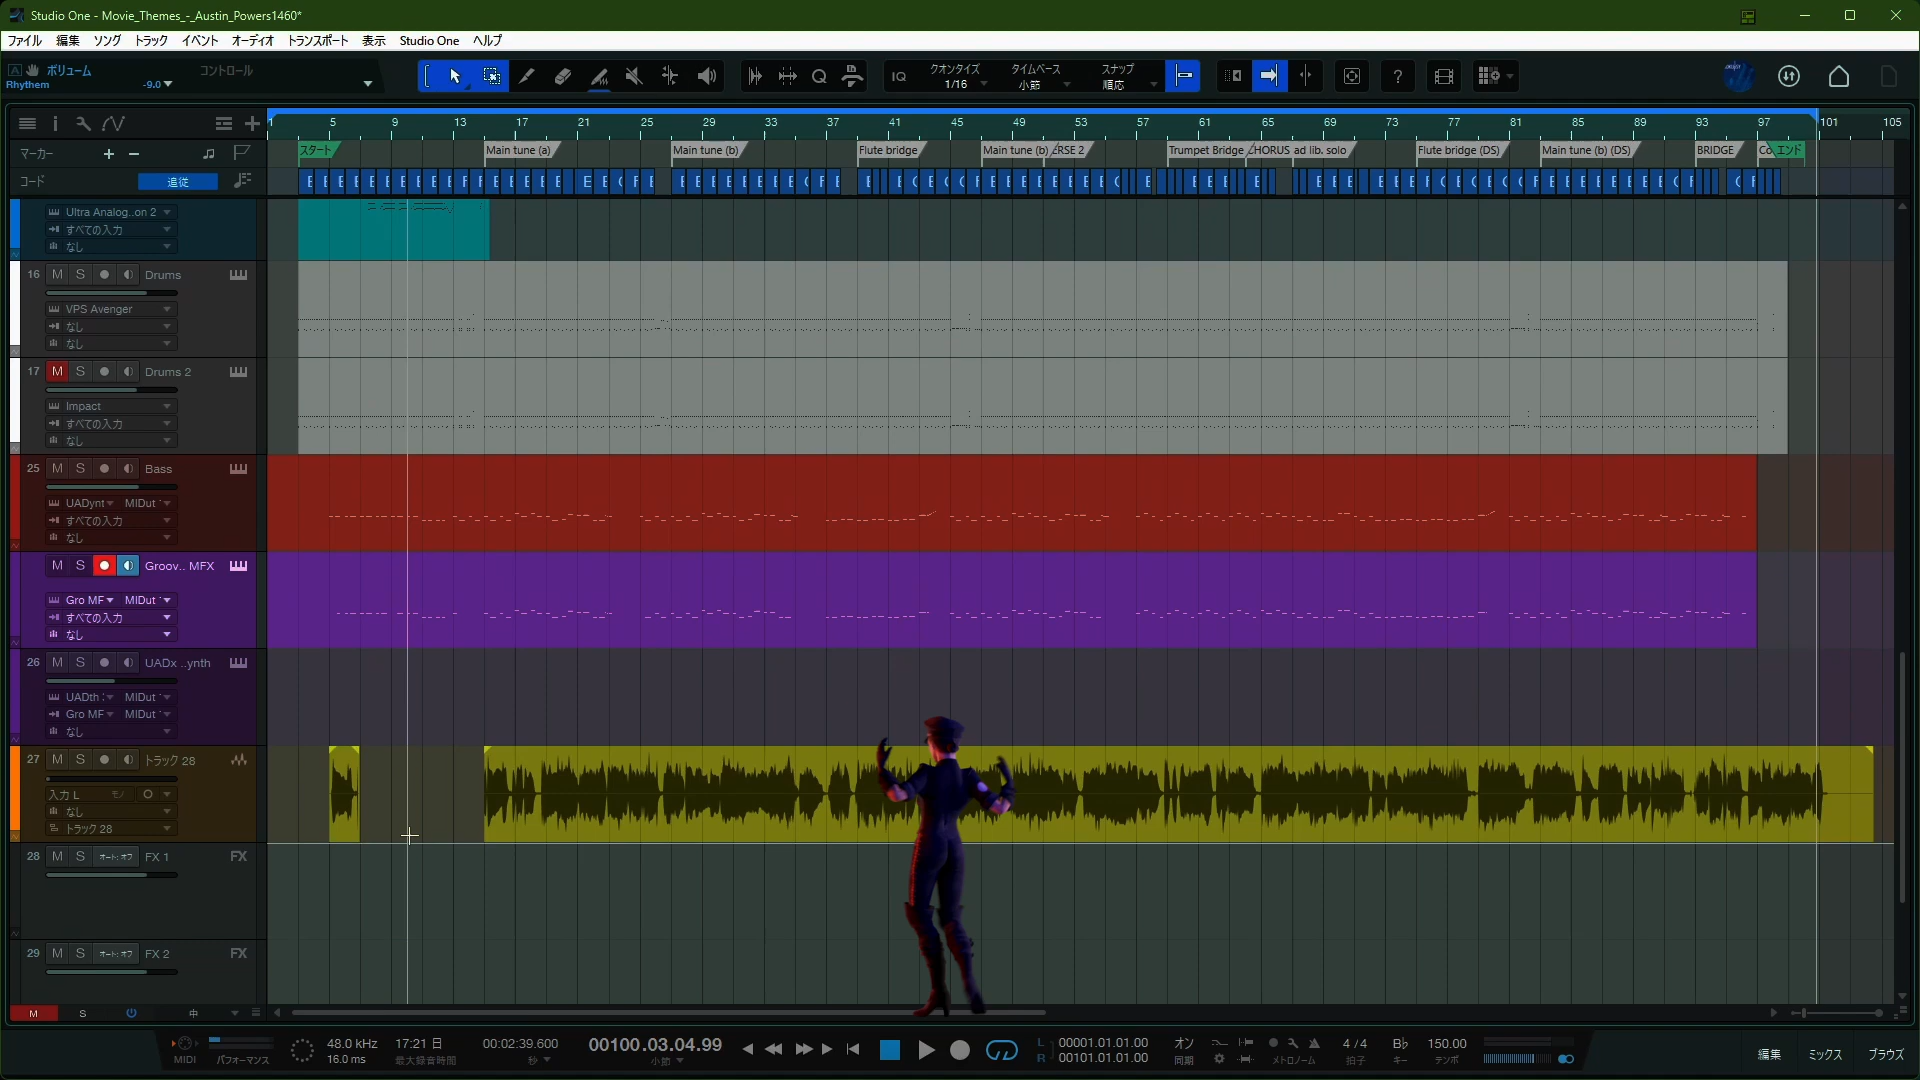 Studio One - Movie_Themes_-_Austin_Powers1460*
ファイル 編集 ソング トラック イベント オーディオ トランスポート 表示 Studio One ヘルプ
A ボリューム コントロール
Rhythem -9.0
IQ クオンタイズ 1/16 タイムベース 小節 スナップ 順応 ?
1 5 9 13 17 21 25 29 33 37 41 45 49 53 57 61 65 69 73 77 81 85 89 93 97 101 105
マーカー + −
スタート Main tune (a) Main tune (b) Flute bridge Main tune (b) ERSE 2 Trumpet Bridge CHORUS ad lib. solo Flute bridge (DS) Main tune (b) (DS) BRIDGE Co エンド
コード 追従
Ultra Analog..on 2
すべての入力
なし
16 M S Drums
VPS Avenger
なし
なし
17 M S Drums 2
Impact
すべての入力
なし
25 M S Bass
UADynt MIDut
すべての入力
なし
M S Groov.. MFX
Gro MF MIDut
すべての入力
なし
26 M S UADx ..ynth
UADth MIDut
Gro MF MIDut
なし
27 M S トラック 28
入力 L モノ
なし
トラック 28
28 M S オート: オフ FX 1 FX
29 M S オート: オフ FX 2 FX
M S 中
MIDI パフォーマンス
48.0 kHz
16.0 ms
17:21 日
最大録音時間
00:02:39.600
秒
00100.03.04.99
小節
L 00001.01.01.00
R 00101.01.01.00
オン
同期
メトロノーム
4 / 4
拍子
B♭
キー
150.00
テンポ
編集 ミックス ブラウズ